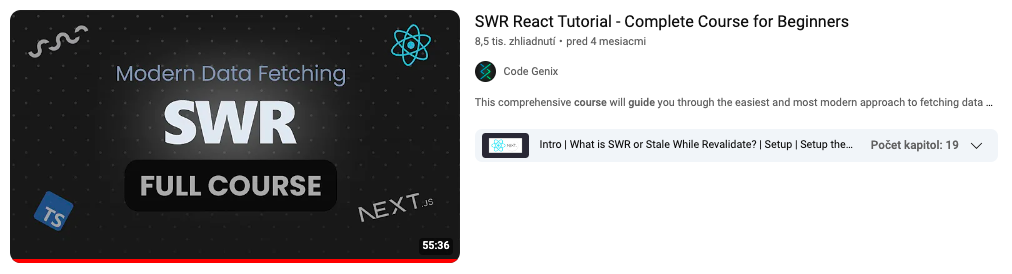 Modern Data Fetching
SWR
FULL COURSE
TS
NEXT.JS
55:36
SWR React Tutorial - Complete Course for Beginners
8,5 tis. zhliadnutí • pred 4 mesiacmi
Code Genix
This comprehensive course will guide you through the easiest and most modern approach to fetching data ...
Intro | What is SWR or Stale While Revalidate? | Setup | Setup the...
Počet kapitol: 19